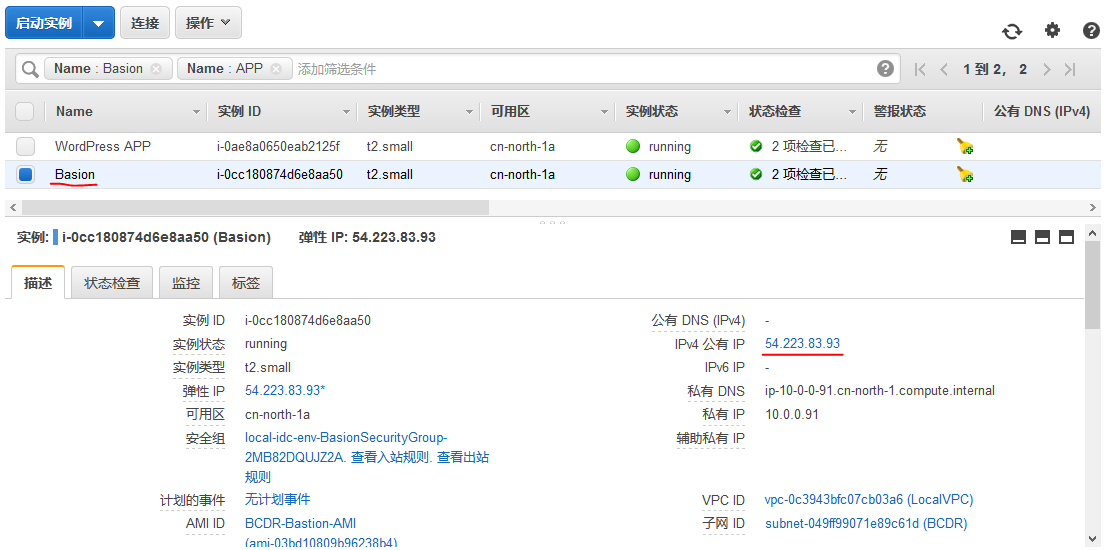 启动实例 连接 操作
Name : Basion Name : APP 添加筛选条件 1 到 2， 2
Name 实例 ID 实例类型 可用区 实例状态 状态检查 警报状态 公有 DNS (IPv4)
WordPress APP i-0ae8a0650eab2125f t2.small cn-north-1a running 2 项检查已... 无
Basion i-0cc180874d6e8aa50 t2.small cn-north-1a running 2 项检查已... 无
实例: i-0cc180874d6e8aa50 (Basion) 弹性 IP: 54.223.83.93
描述 状态检查 监控 标签
实例 ID i-0cc180874d6e8aa50 公有 DNS (IPv4) -
实例状态 running IPv4 公有 IP 54.223.83.93
实例类型 t2.small IPv6 IP -
弹性 IP 54.223.83.93* 私有 DNS ip-10-0-0-91.cn-north-1.compute.internal
可用区 cn-north-1a 私有 IP 10.0.0.91
安全组 local-idc-env-BasionSecurityGroup- 辅助私有 IP
2MB82DQUJZ2A. 查看入站规则. 查看出站
规则
计划的事件 无计划事件 VPC ID vpc-0c3943bfc07cb03a6 (LocalVPC)
AMI ID BCDR-Bastion-AMI 子网 ID subnet-049ff99071e89c61d (BCDR)
(ami-03bd10809b96238b4)